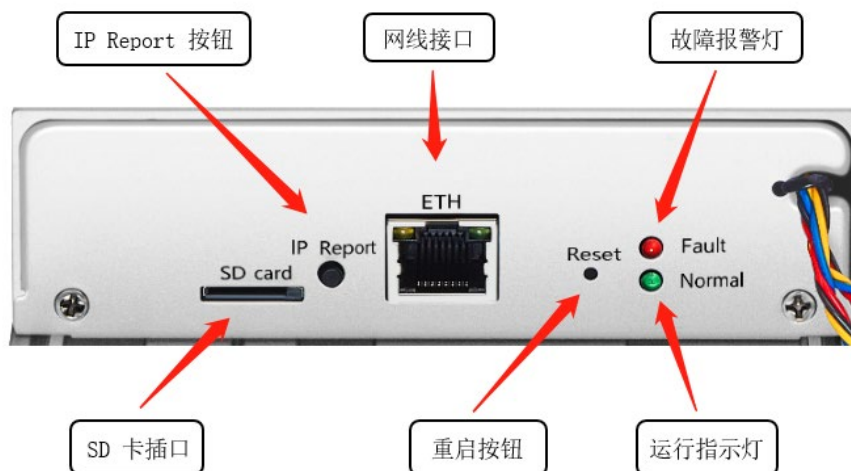 IP Report 按钮
网线接口
故障报警灯
ETH
IP Report
SD card
Reset
Fault
Normal
SD 卡插口
重启按钮
运行指示灯